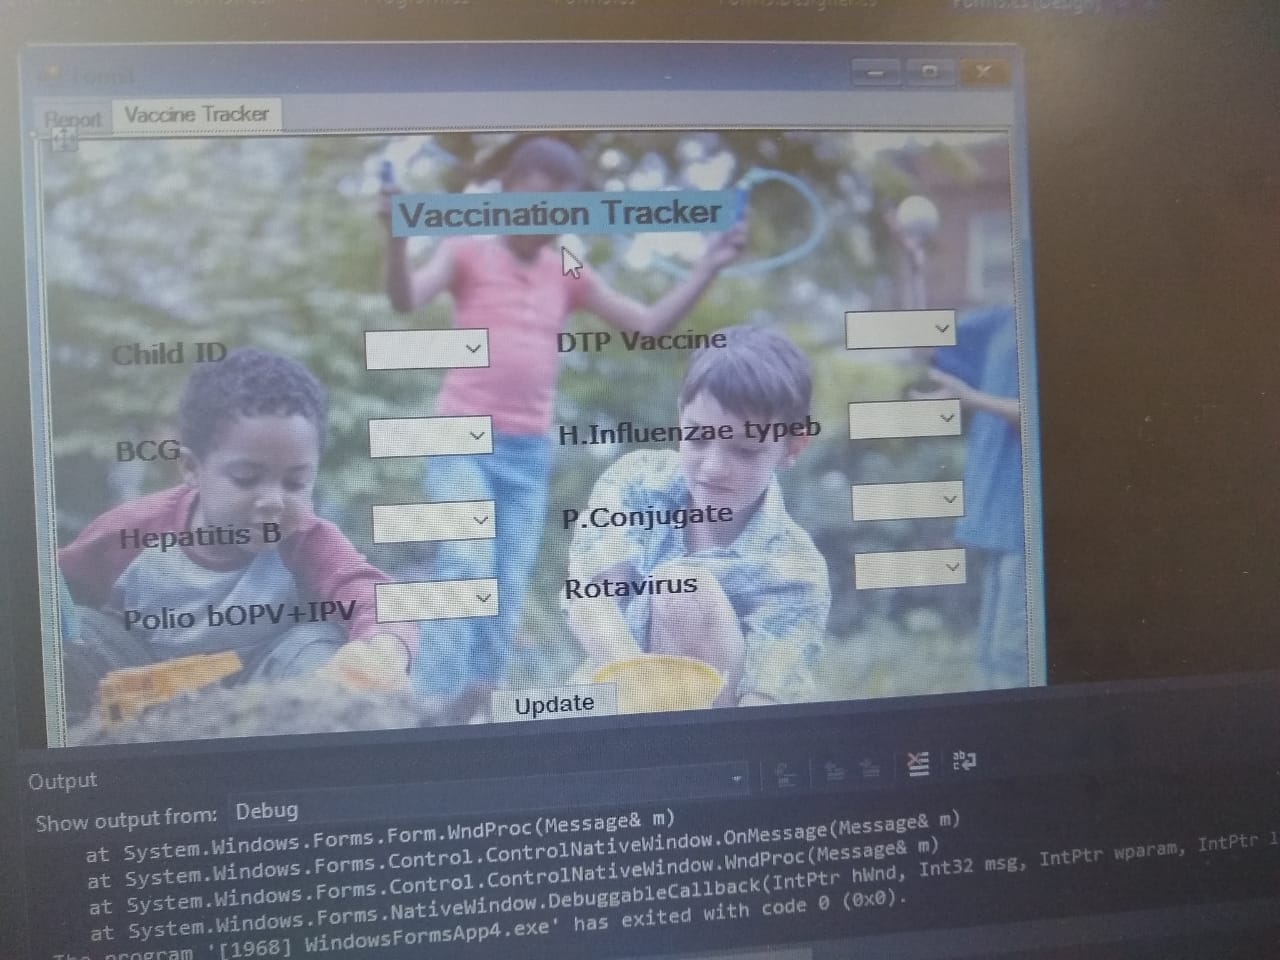 Report Vaccine Tracker
Vaccination Tracker
Child ID
DTP Vaccine
BCG
H.Influenzae typeb
Hepatitis B
P.Conjugate
Polio bOPV+IPV
Rotavirus
Update
Output
Show output from: Debug
at System.Windows.Forms.Form.WndProc(Message& m)
at System.Windows.Forms.Control.ControlNativeWindow.OnMessage(Message& m)
at System.Windows.Forms.Control.ControlNativeWindow.WndProc(Message& m)
at System.Windows.Forms.NativeWindow.DebuggableCallback(IntPtr hWnd, Int32 msg, IntPtr wparam, IntPtr
The program '[1968] WindowsFormsApp4.exe' has exited with code 0 (0x0).